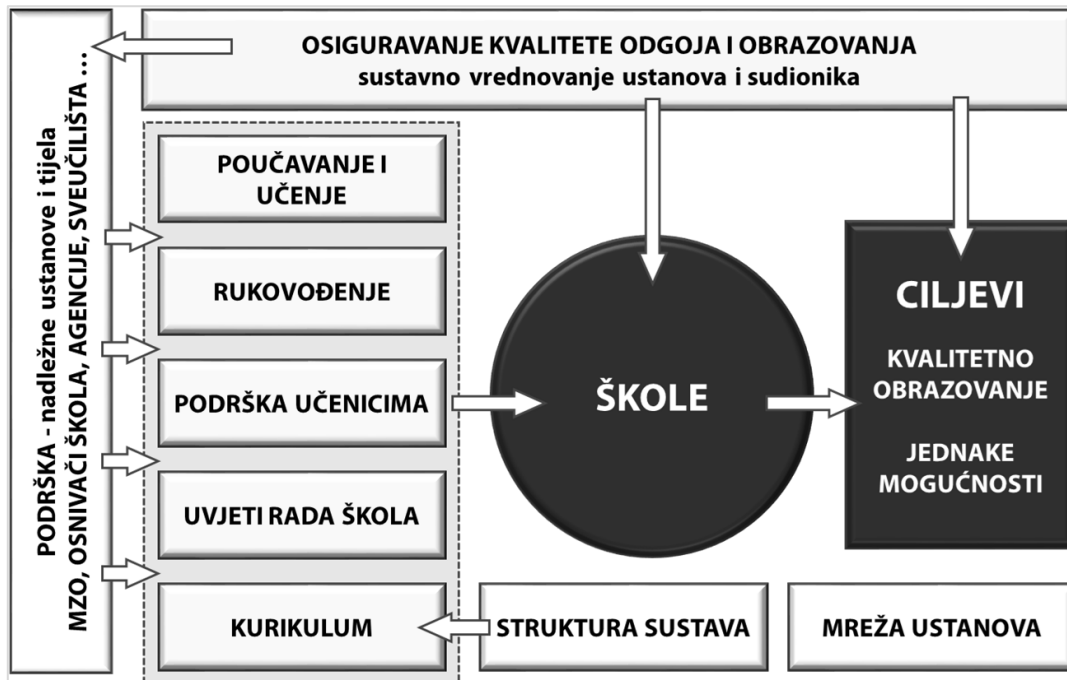 PODRŠKA - nadležne ustanove i tijela
MZO, OSNIVAČI ŠKOLA, AGENCIJE, SVEUČILIŠTA ...
OSIGURAVANJE KVALITETE ODGOJA I OBRAZOVANJA
sustavno vrednovanje ustanova i sudionika
POUČAVANJE I
UČENJE
RUKOVOĐENJE
PODRŠKA UČENICIMA
UVJETI RADA ŠKOLA
KURIKULUM
ŠKOLE
CILJEVI
KVALITETNO
OBRAZOVANJE
JEDNAKE
MOGUĆNOSTI
STRUKTURA SUSTAVA
MREŽA USTANOVA